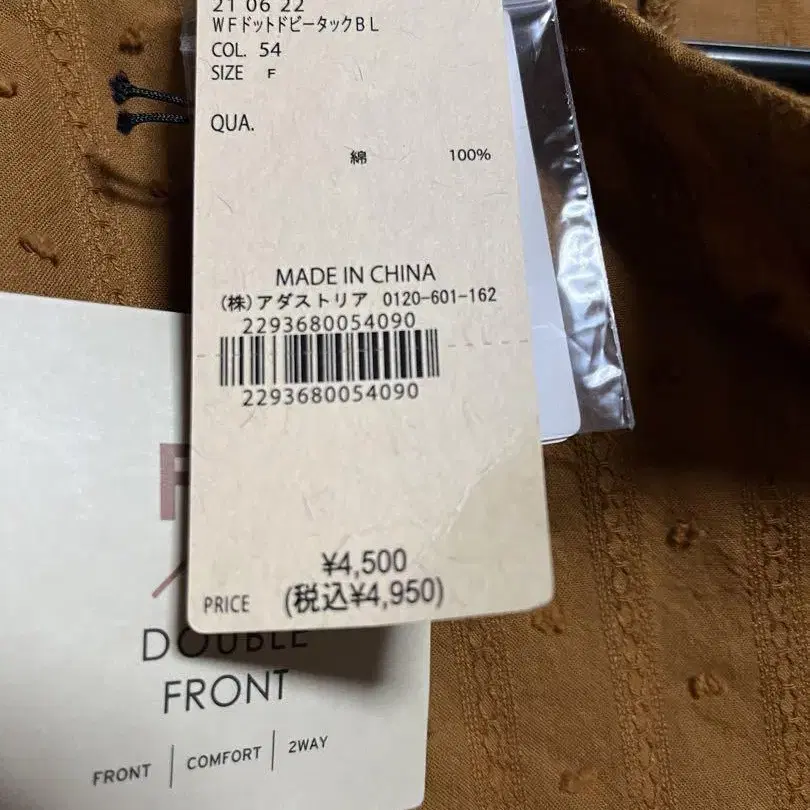 21 06 22
WFドットドビータックBL
COL. 54
SIZE F
QUA.
綿 100%
MADE IN CHINA
(株)アダストリア 0120-601-162
2293680054090
2293680054090
¥4,500
PRICE (税込¥4,950)
DOUBLE
FRONT
FRONT | COMFORT | 2WAY